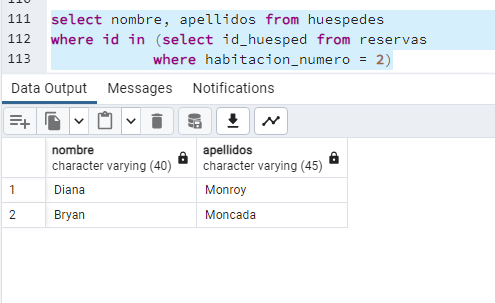 111 select nombre, apellidos from huespedes
112 where id in (select id_huesped from reservas
113 where habitacion_numero = 2)
Data Output Messages Notifications
nombre apellidos
character varying (40) character varying (45)
1 Diana Monroy
2 Bryan Moncada